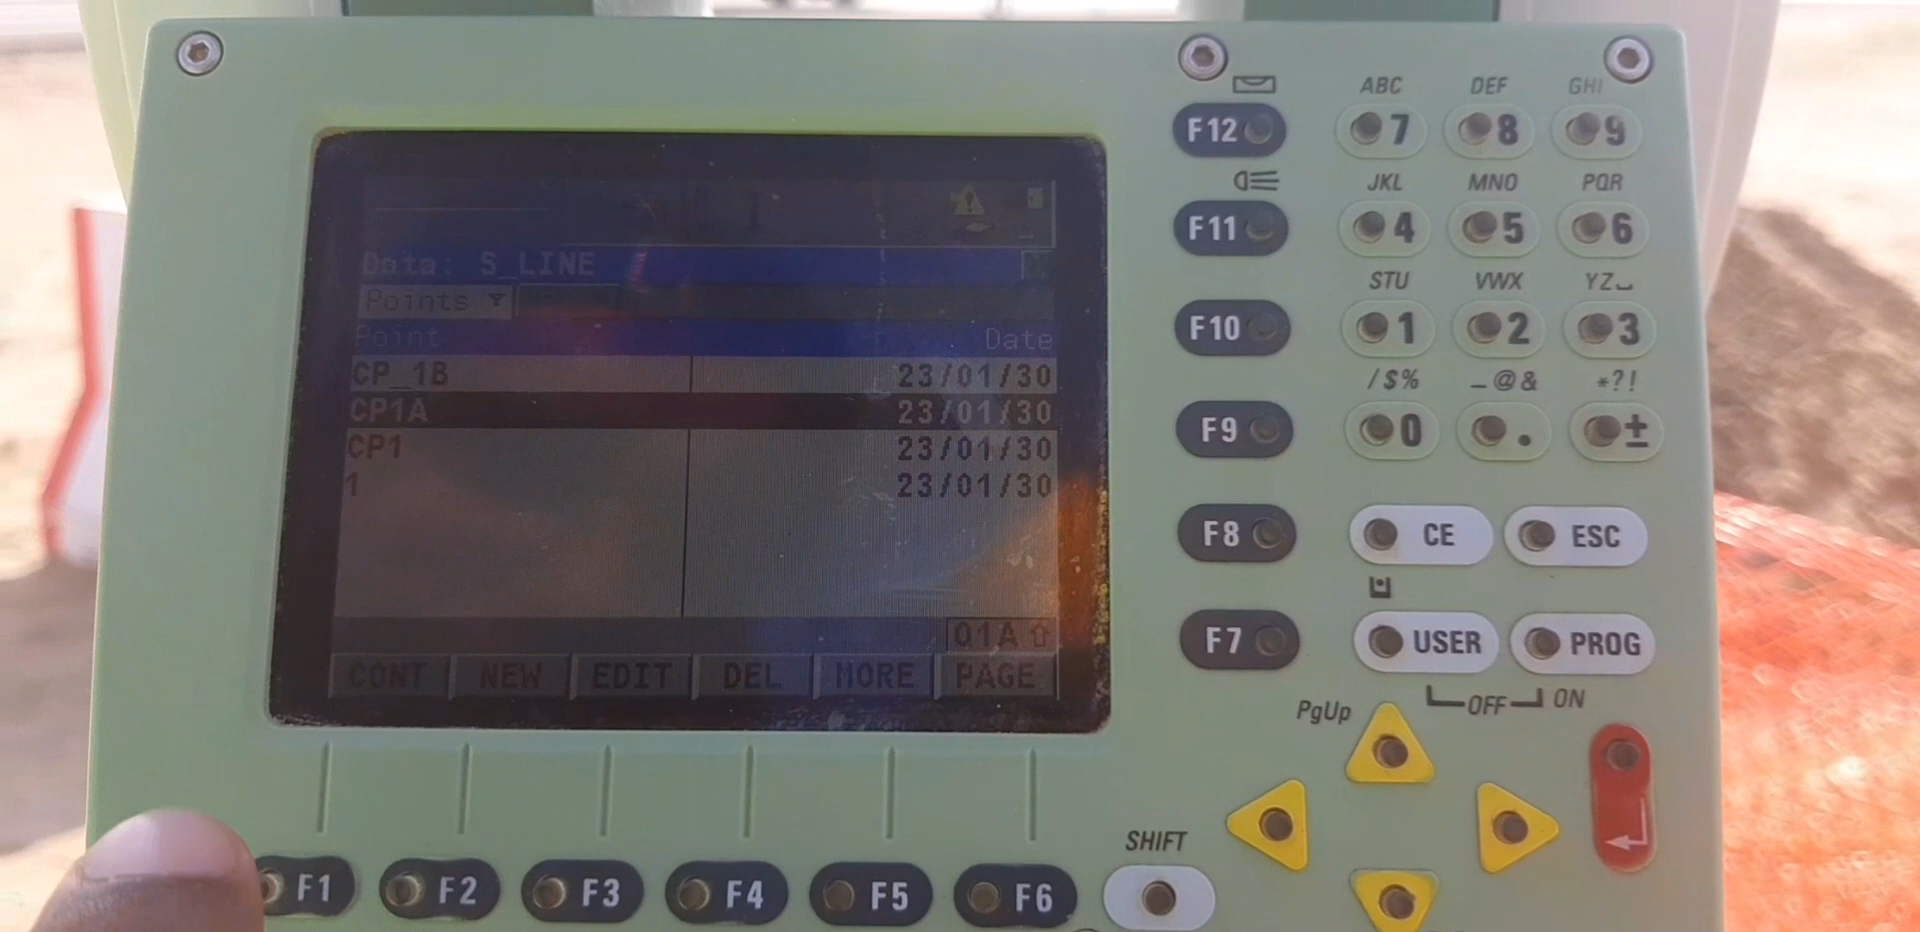 Data: S_LINE
Points
Point Date
CP_1B 23/01/30
CP1A 23/01/30
CP1 23/01/30
1 23/01/30
Q1A
CONT NEW EDIT DEL MORE PAGE
F1 F2 F3 F4 F5 F6
SHIFT
ABC DEF GHI
F12 7 8 9
JKL MNO PQR
F11 4 5 6
STU VWX YZ
F10 1 2 3
/$% _@& *?!
F9 0 . ±
F8 CE ESC
F7 USER PROG
OFF ON
PgUp